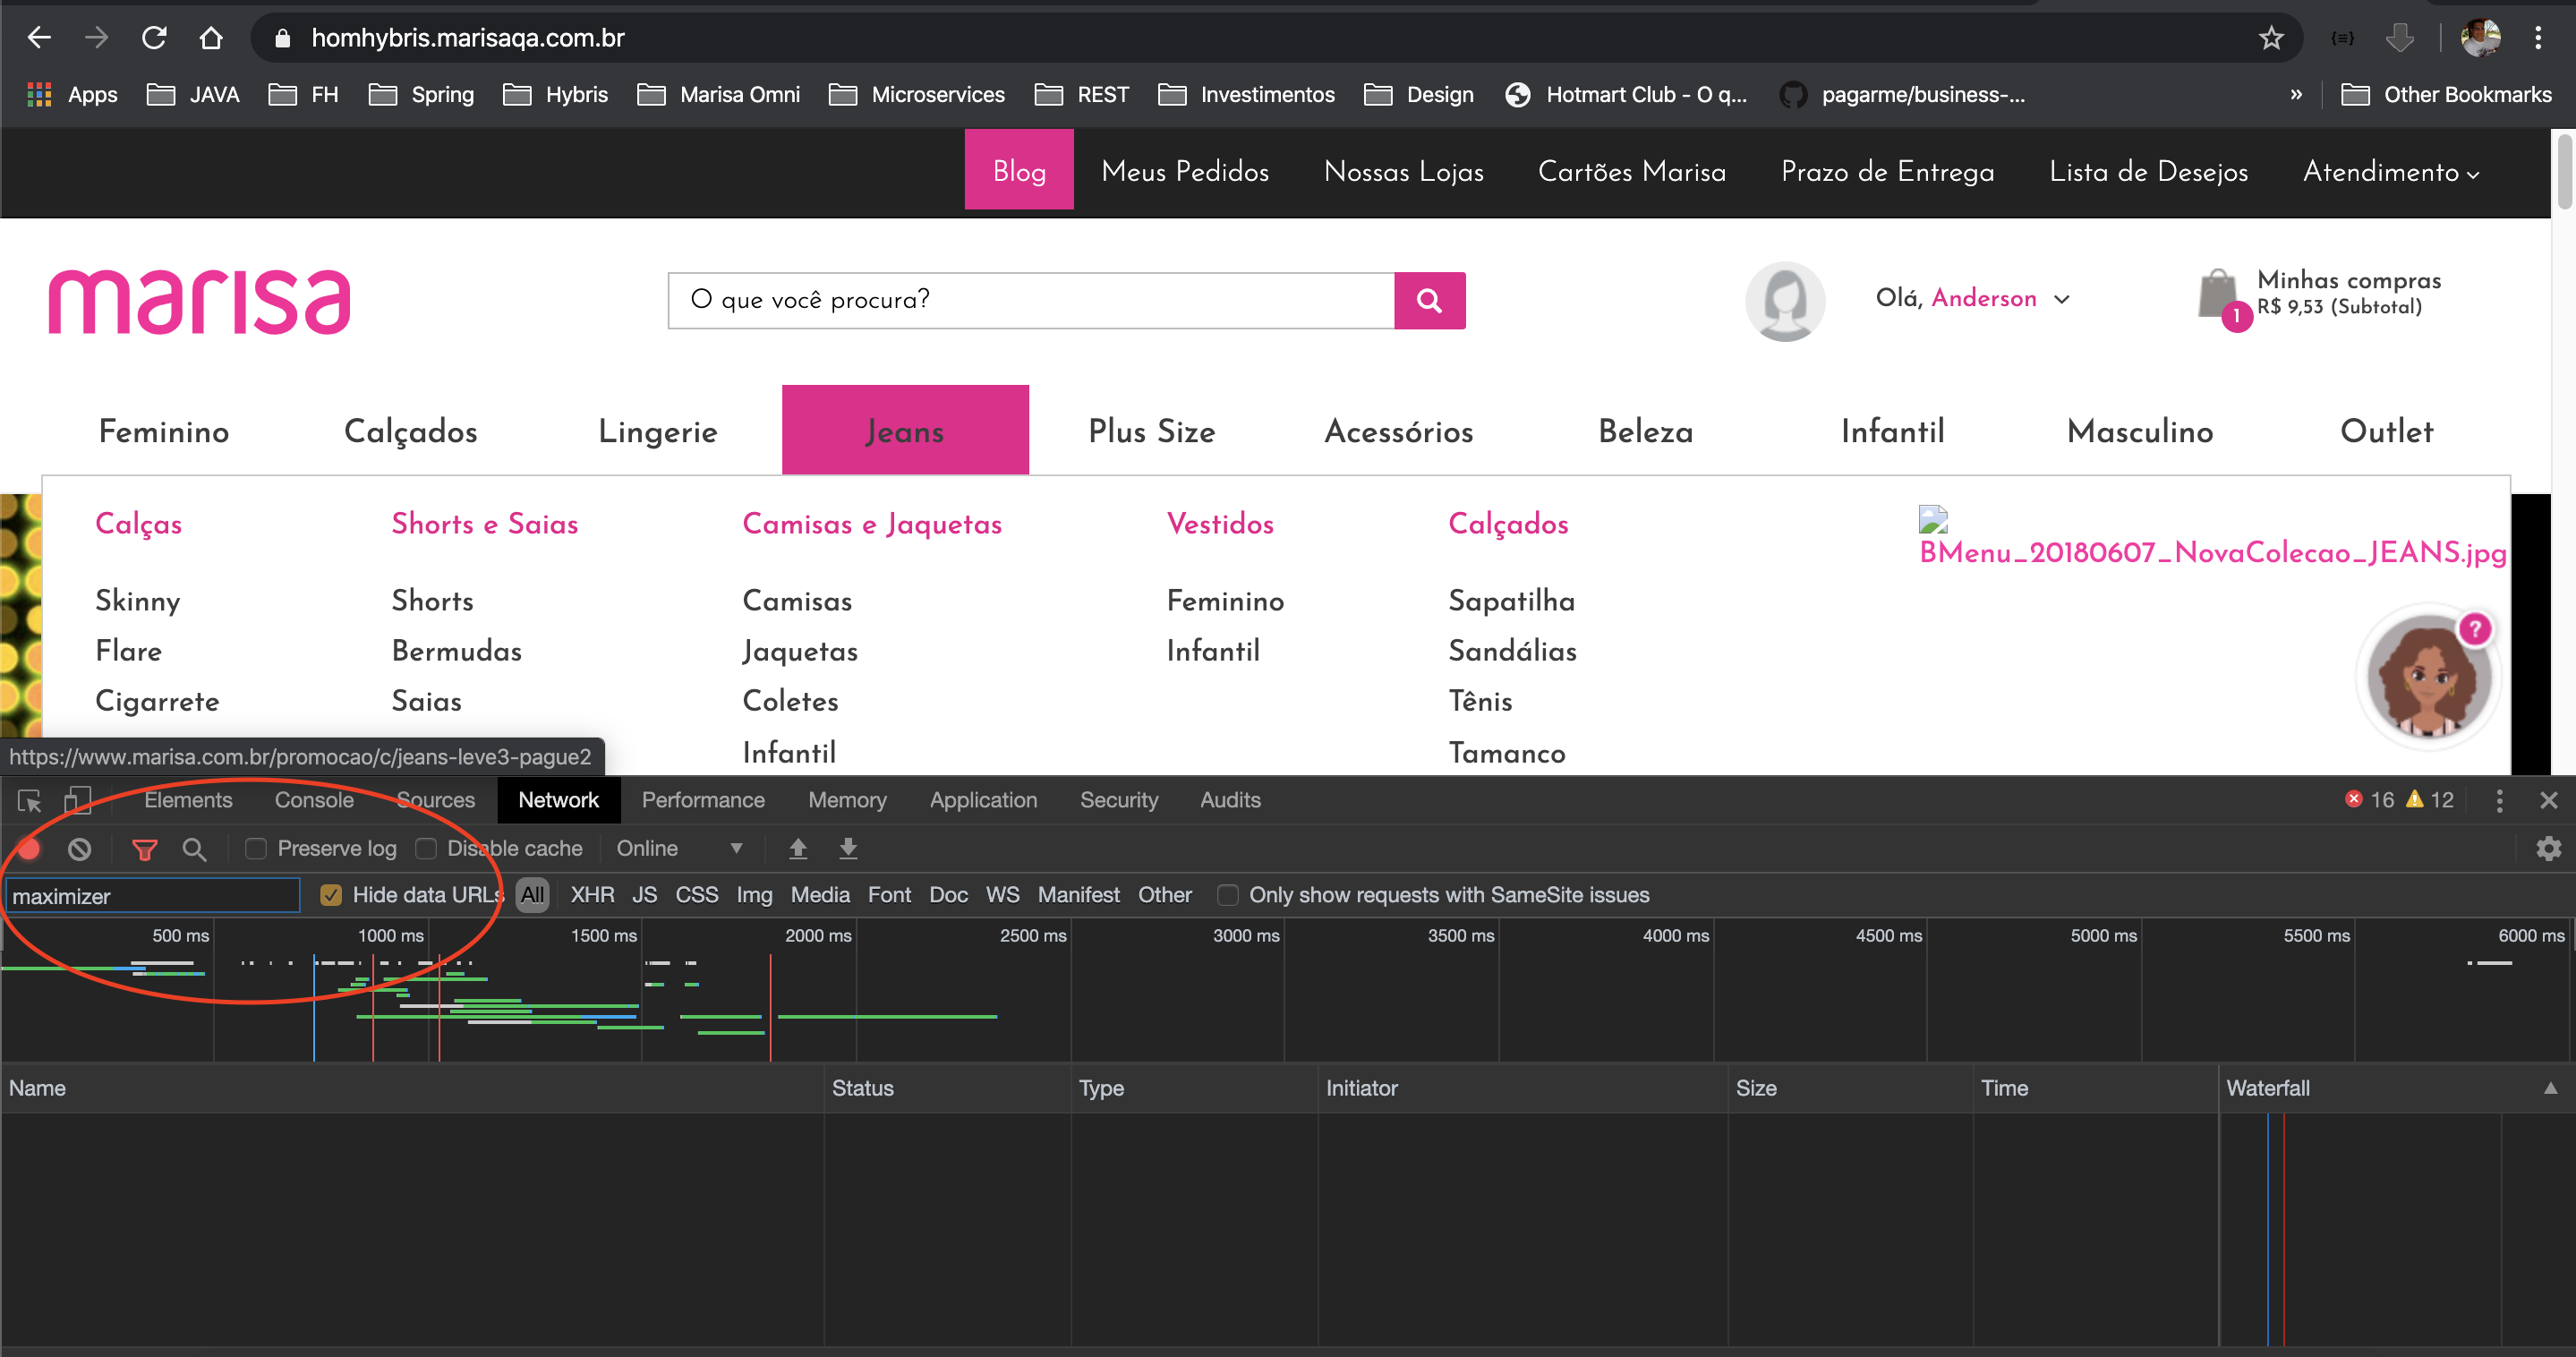 homhybris.marisaqa.com.br
Apps JAVA FH Spring Hybris Marisa Omni Microservices REST Investimentos Design Hotmart Club - O q... pagarme/business-... » Other Bookmarks
Blog Meus Pedidos Nossas Lojas Cartões Marisa Prazo de Entrega Lista de Desejos Atendimento
marisa
O que você procura?
Olá, Anderson
Minhas compras
R$ 9,53 (Subtotal)
1
Feminino Calçados Lingerie Jeans Plus Size Acessórios Beleza Infantil Masculino Outlet
Calças Shorts e Saias Camisas e Jaquetas Vestidos Calçados
BMenu_20180607_NovaColecao_JEANS.jpg
Skinny Shorts Camisas Feminino Sapatilha
?
Flare Bermudas Jaquetas Infantil Sandálias
Cigarrete Saias Coletes Tênis
Infantil Tamanco
https://www.marisa.com.br/promocao/c/jeans-leve3-pague2
Elements Console Sources Network Performance Memory Application Security Audits 16 12
Preserve log Disable cache Online
maximizer Hide data URLs All XHR JS CSS Img Media Font Doc WS Manifest Other Only show requests with SameSite issues
500 ms 1000 ms 1500 ms 2000 ms 2500 ms 3000 ms 3500 ms 4000 ms 4500 ms 5000 ms 5500 ms 6000 ms
Name Status Type Initiator Size Time Waterfall